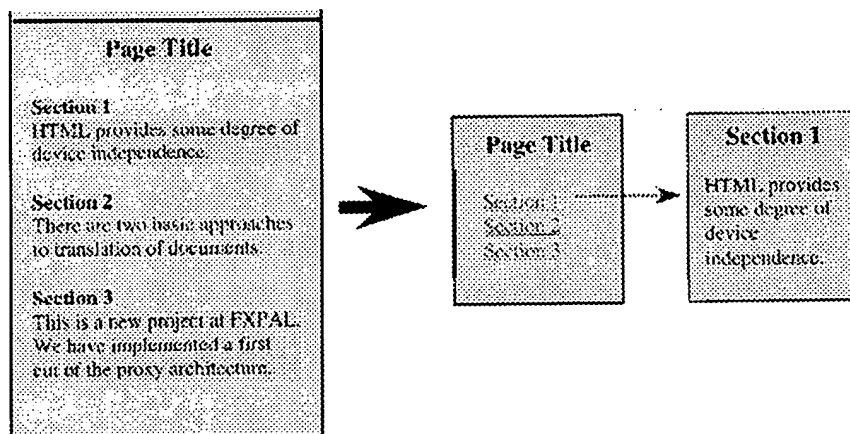 Page Title
Section 1
HTML provides some degree of
device independence.
Section 2
There are two basic approaches
to translation of documents.
Section 3
This is a new project at FXPAL.
We have implemented a first
cut of the proxy architecture.
Page Title
Section 1
Section 2
Section 3
Section 1
HTML provides
some degree of
device
independence.